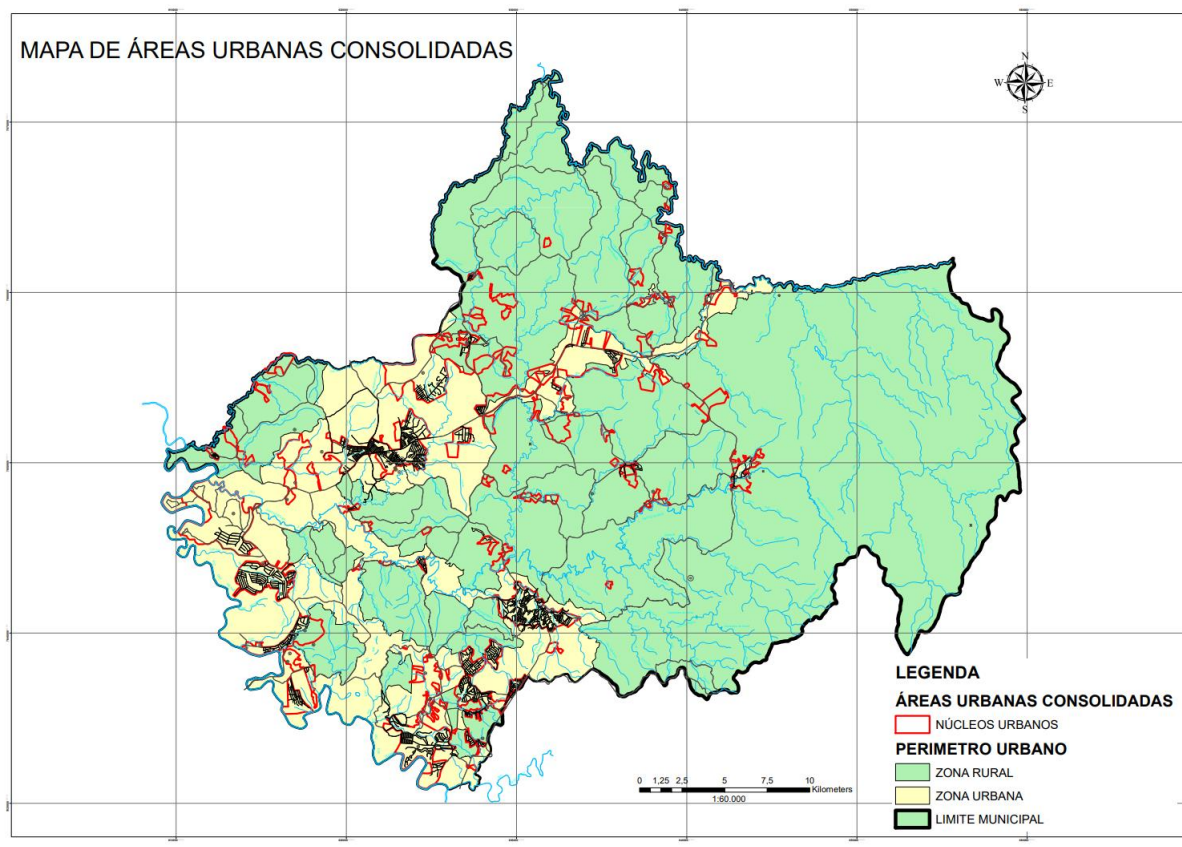 MAPA DE ÁREAS URBANAS CONSOLIDADAS
N
W E
S
LEGENDA
ÁREAS URBANAS CONSOLIDADAS
NÚCLEOS URBANOS
PERIMETRO URBANO
ZONA RURAL
ZONA URBANA
LIMITE MUNICIPAL
0 1,25 2,5 5 7,5 10
Kilometers
1:60.000